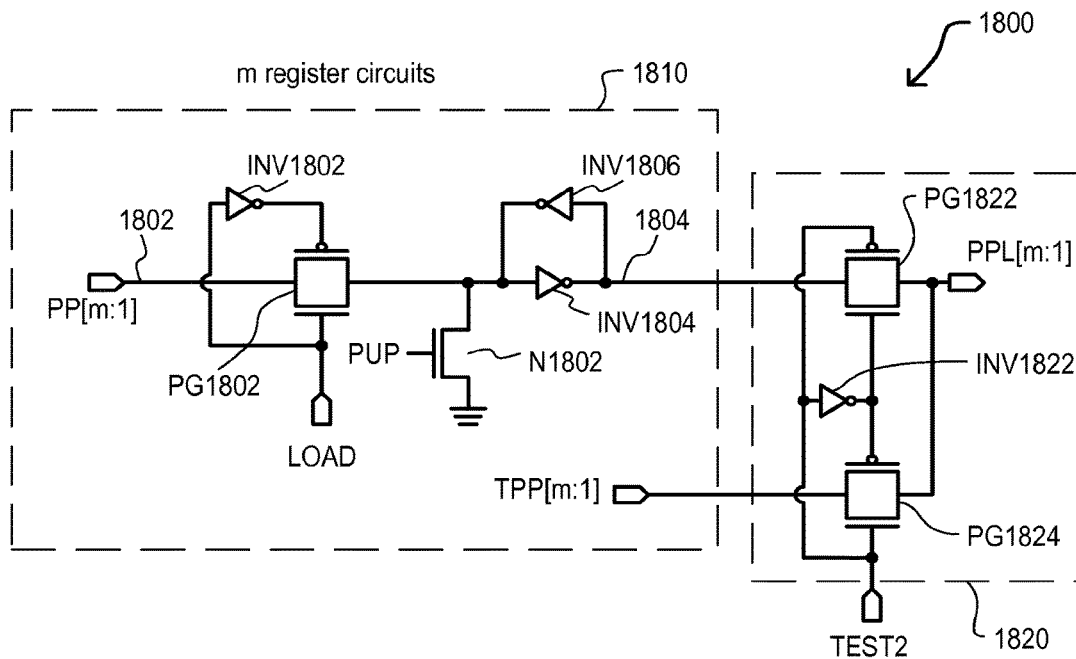 1800
m register circuits
1810
INV1802
INV1806
PG1822
1802
1804
PPL[m:1]
PP[m:1]
INV1804
PUP
N1802
INV1822
PG1802
LOAD
TPP[m:1]
PG1824
TEST2
1820